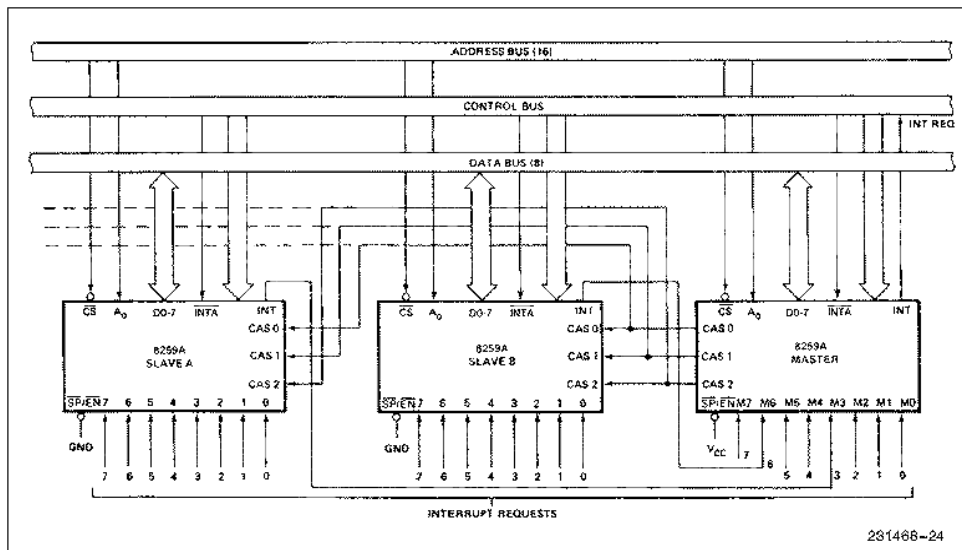 ADDRESS BUS (16)
CONTROL BUS
INT REQ
DATA BUS (8)
CS A0 D0-7 INTA INT
8259A
SLAVE A
CAS 0
CAS 1
CAS 2
SP/EN 7 6 5 4 3 2 1 0
GND
7 6 5 4 3 2 1 0
CS A0 D0-7 INTA INT
8259A
SLAVE B
CAS 0
CAS 1
CAS 2
SP/EN 7 6 5 4 3 2 1 0
GND
7 6 5 4 3 2 1 0
CS A0 D0-7 INTA INT
CAS 0
CAS 1
CAS 2
8259A
MASTER
SP/EN M7 M6 M5 M4 M3 M2 M1 M0
VCC
7 6 5 4 3 2 1 0
INTERRUPT REQUESTS
231468-24